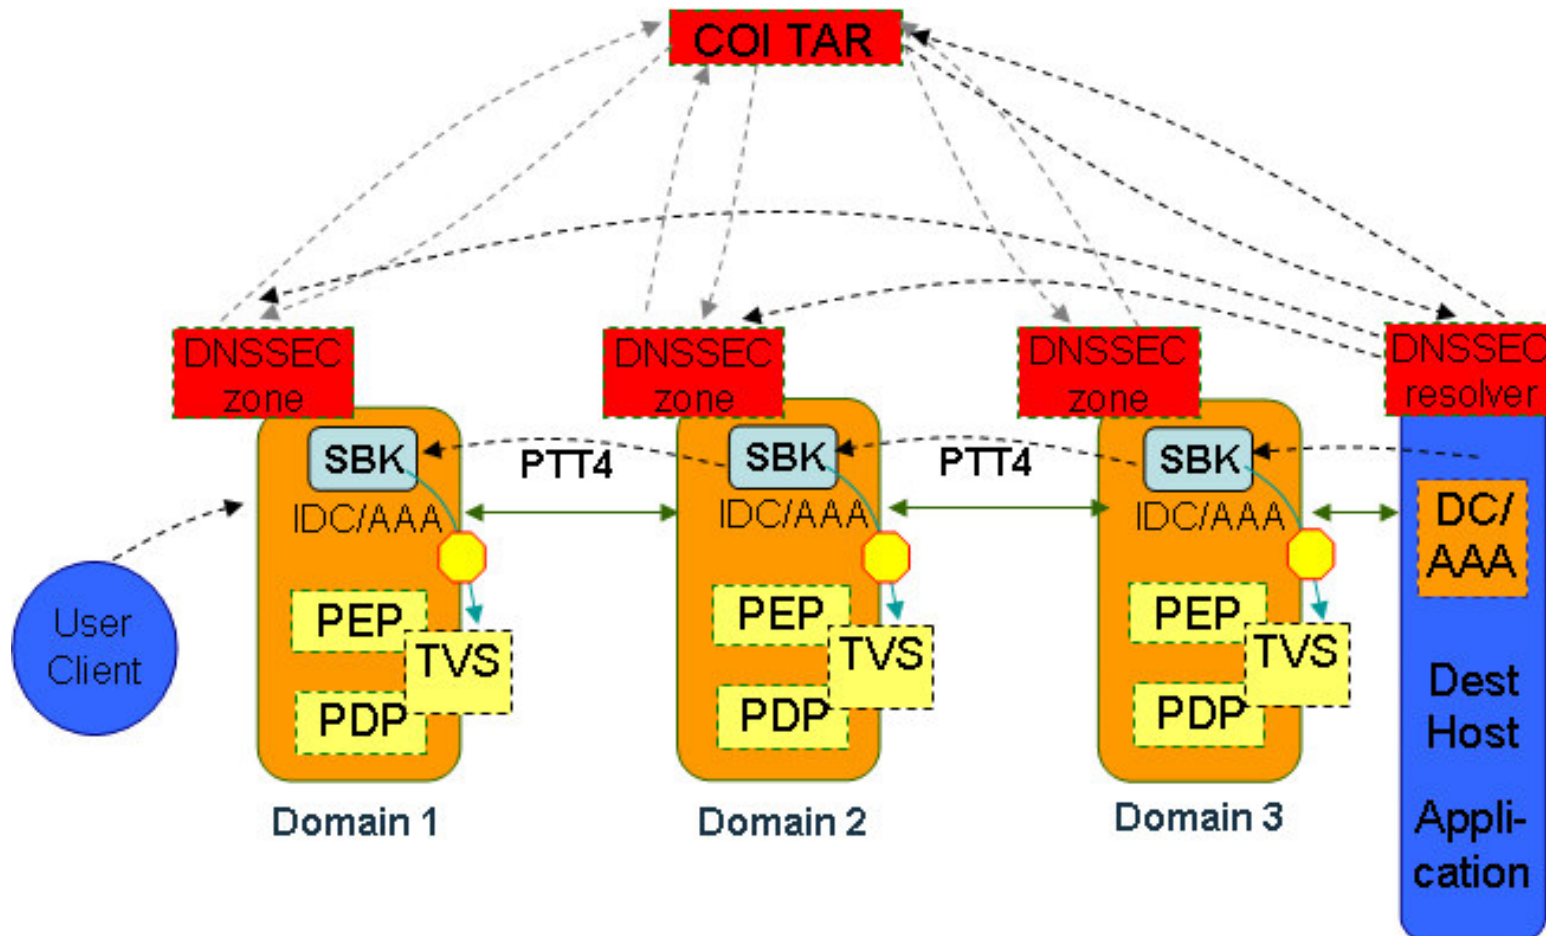 COI TAR
DNSSEC
zone
DNSSEC
zone
DNSSEC
zone
DNSSEC
resolver
SBK
PTT4
SBK
PTT4
SBK
IDC/AAA
IDC/AAA
IDC/AAA
DC/
AAA
User
Client
PEP
TVS
PDP
PEP
TVS
PDP
PEP
TVS
PDP
Dest
Host
Appli-
cation
Domain 1
Domain 2
Domain 3